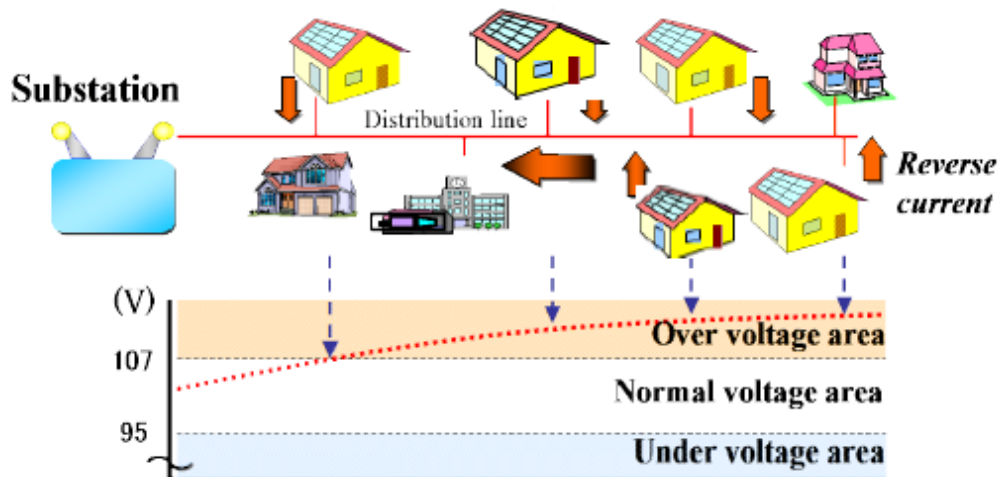 Substation
Distribution line
Reverse
current
(V)
Over voltage area
107
Normal voltage area
95
Under voltage area